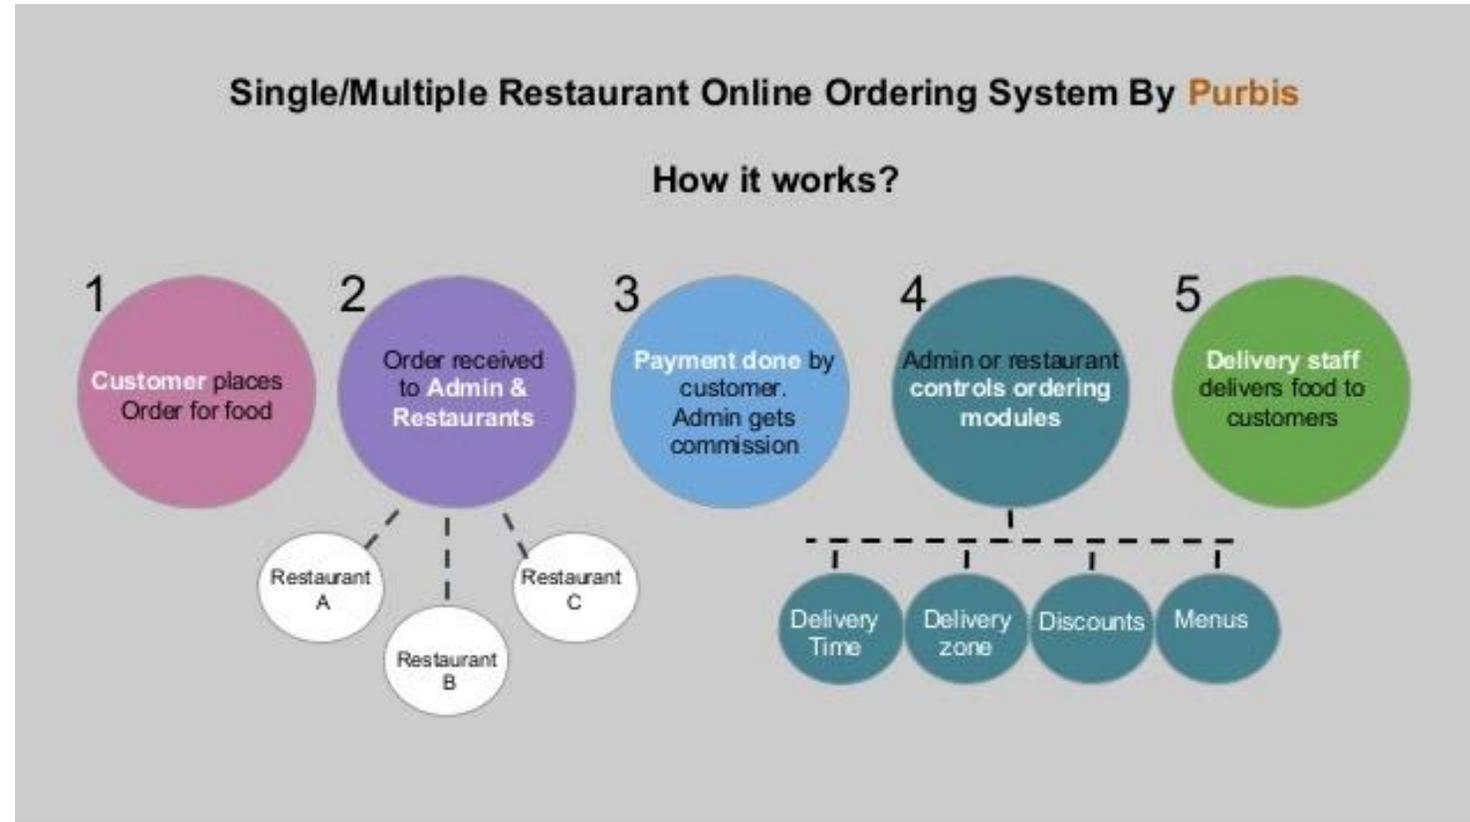 Single/Multiple Restaurant Online Ordering System By Purbis
How it works?
1
Customer places
Order for food
2
Order received
to Admin &
Restaurants
Restaurant
A
Restaurant
B
Restaurant
C
3
Payment done by
customer.
Admin gets
commission
4
Admin or restaurant
controls ordering
modules
Delivery
Time
Delivery
zone
Discounts
Menus
5
Delivery staff
delivers food to
customers